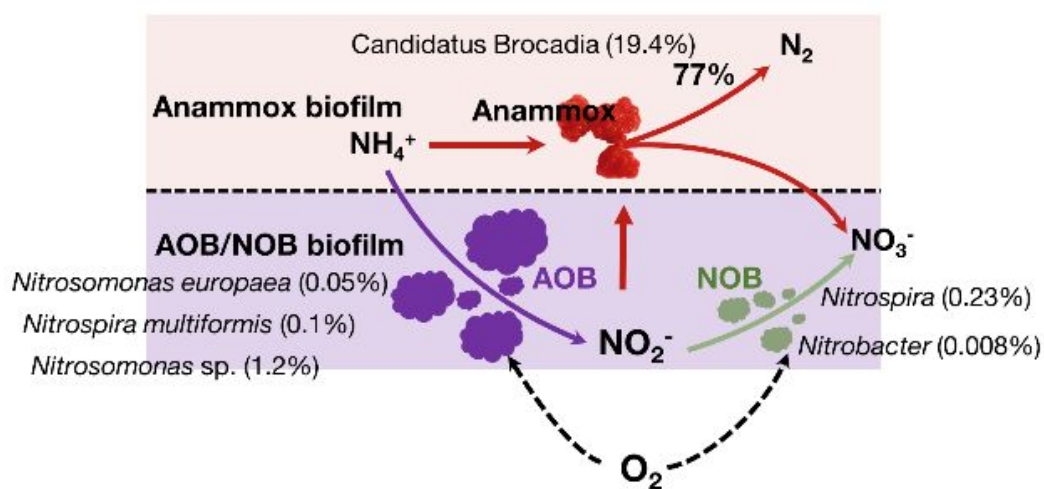 Candidatus Brocadia (19.4%)
N₂
77%
Anammox biofilm
Anammox
NH₄⁺
AOB/NOB biofilm
NO₃⁻
Nitrosomonas europaea (0.05%)
AOB
NOB
Nitrospira (0.23%)
Nitrospira multiformis (0.1%)
NO₂⁻
Nitrobacter (0.008%)
Nitrosomonas sp. (1.2%)
O₂